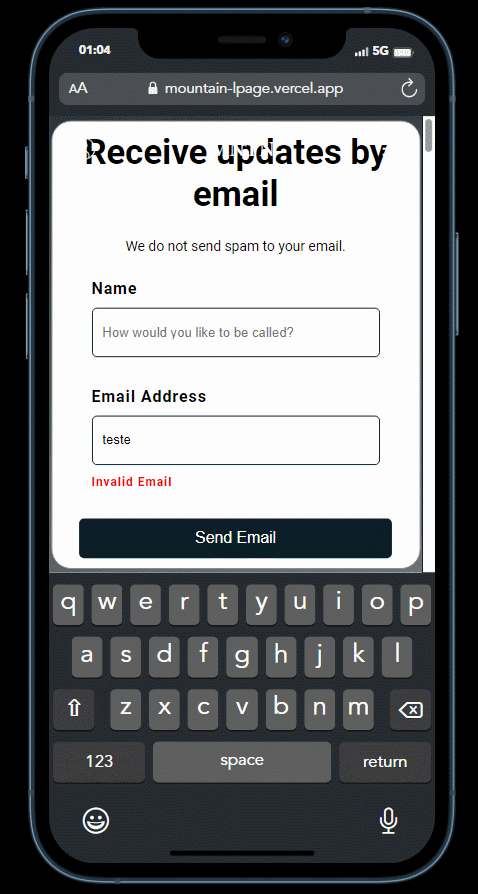 01:04
5G
AA
mountain-lpage.vercel.app
Receive updates by
email
We do not send spam to your email.
Name
How would you like to be called?
Email Address
teste
Invalid Email
Send Email
q w e r t y u i o p
a s d f g h j k l
z x c v b n m
123 space return